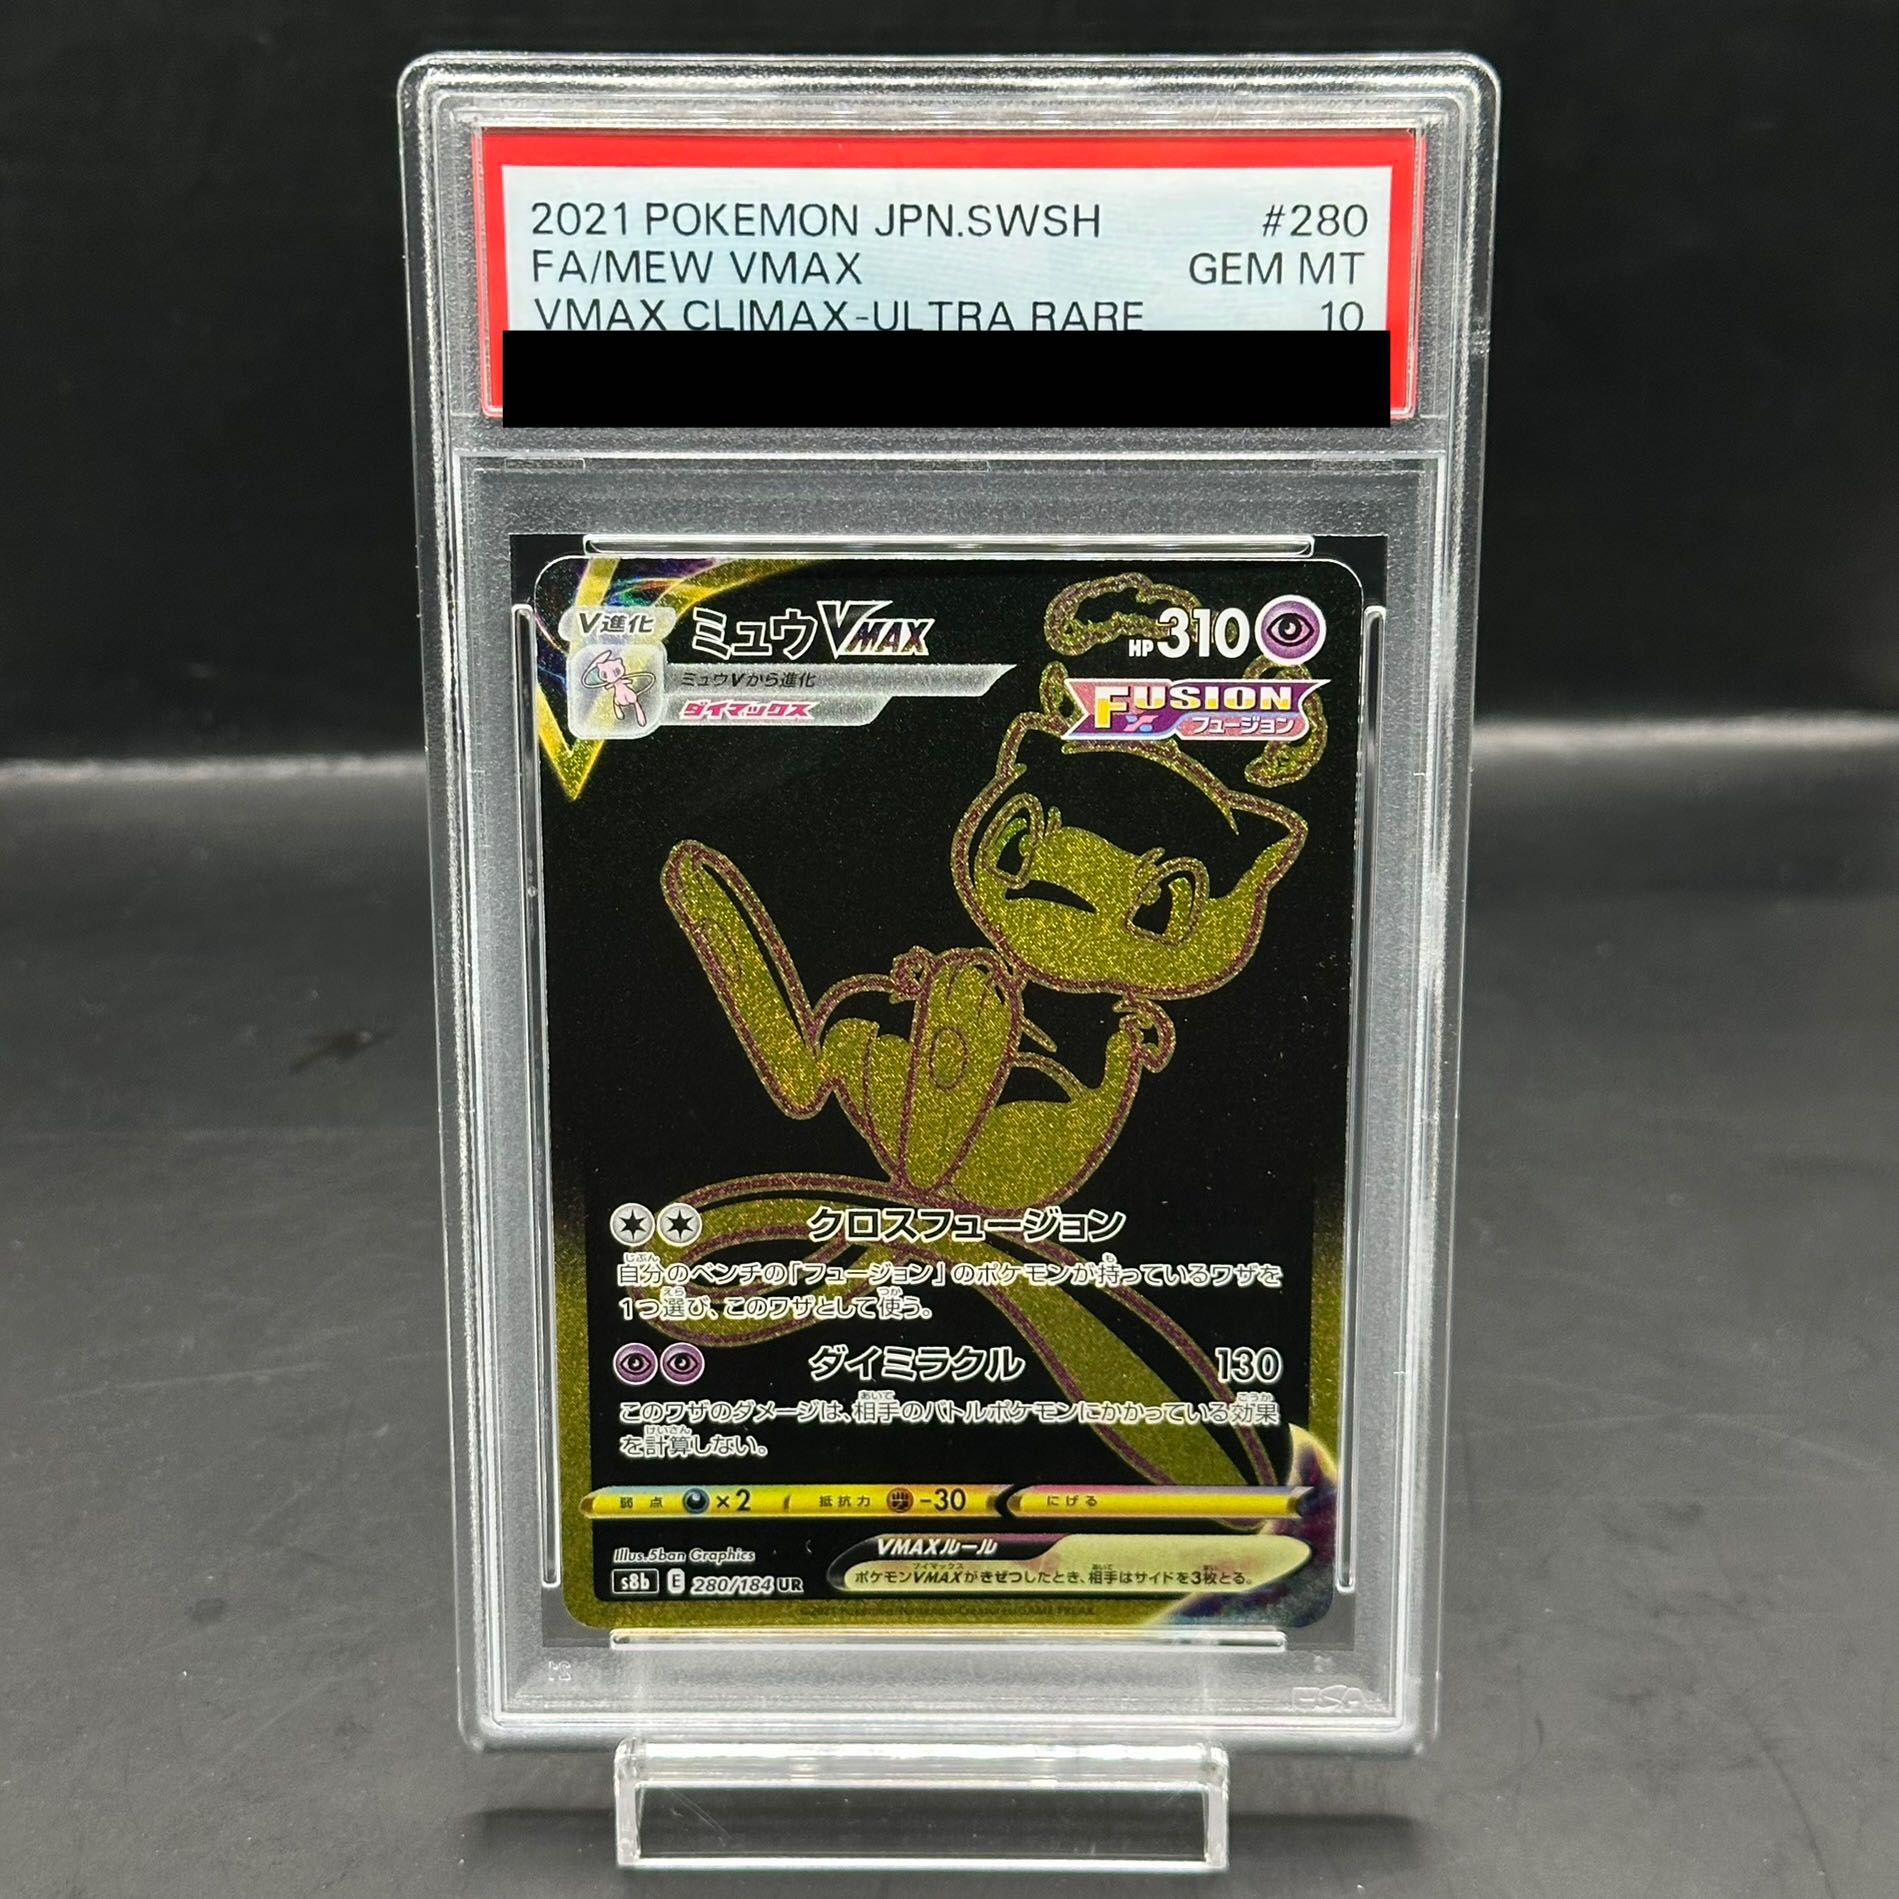 2021 POKEMON JPN.SWSH #280
FA/MEW VMAX GEM MT
VMAX CLIMAX-ULTRA RARE 10
V進化 ミュウVMAX HP310
ミュウVから進化
ダイマックス
FUSION
フュージョン
クロスフュージョン
自分のベンチの「フュージョン」のポケモンが持っているワザを
1つ選び、このワザとして使う。
ダイミラクル 130
このワザのダメージは、相手のバトルポケモンにかかっている効果
を計算しない。
弱点 ×2 抵抗力 -30 にげる
Illus.5ban Graphics
VMAXルール
ポケモンVMAXがきぜつしたとき、相手はサイドを3枚とる。
s8b E 280/184 UR
©2021 Pokémon/Nintendo/Creatures/GAME FREAK